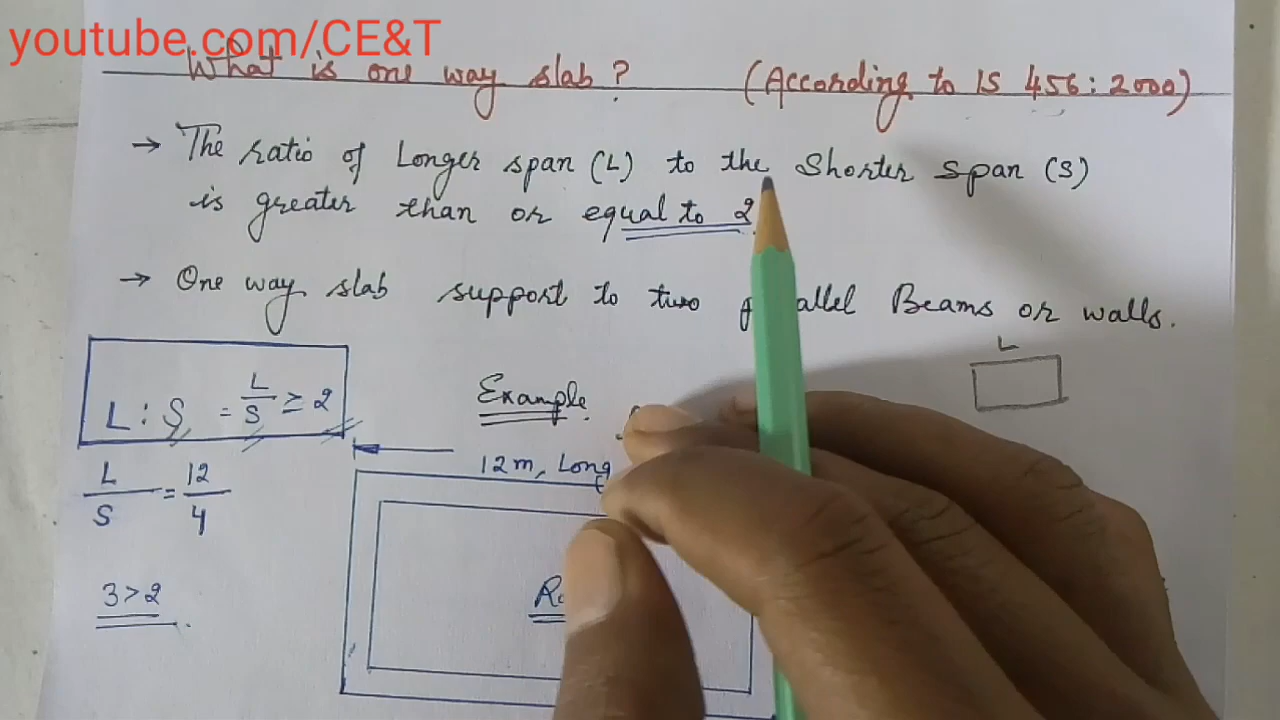 youtube.com/CE&T
What is one way slab? (According to IS 456:2000)
→ The ratio of Longer span (L) to the Shorter span (S)
is greater than or equal to 2
→ One way slab support to two Beams or walls.
L
L : S = L/S ≥ 2
Example
12m, Long
L/S = 12/4
3 > 2